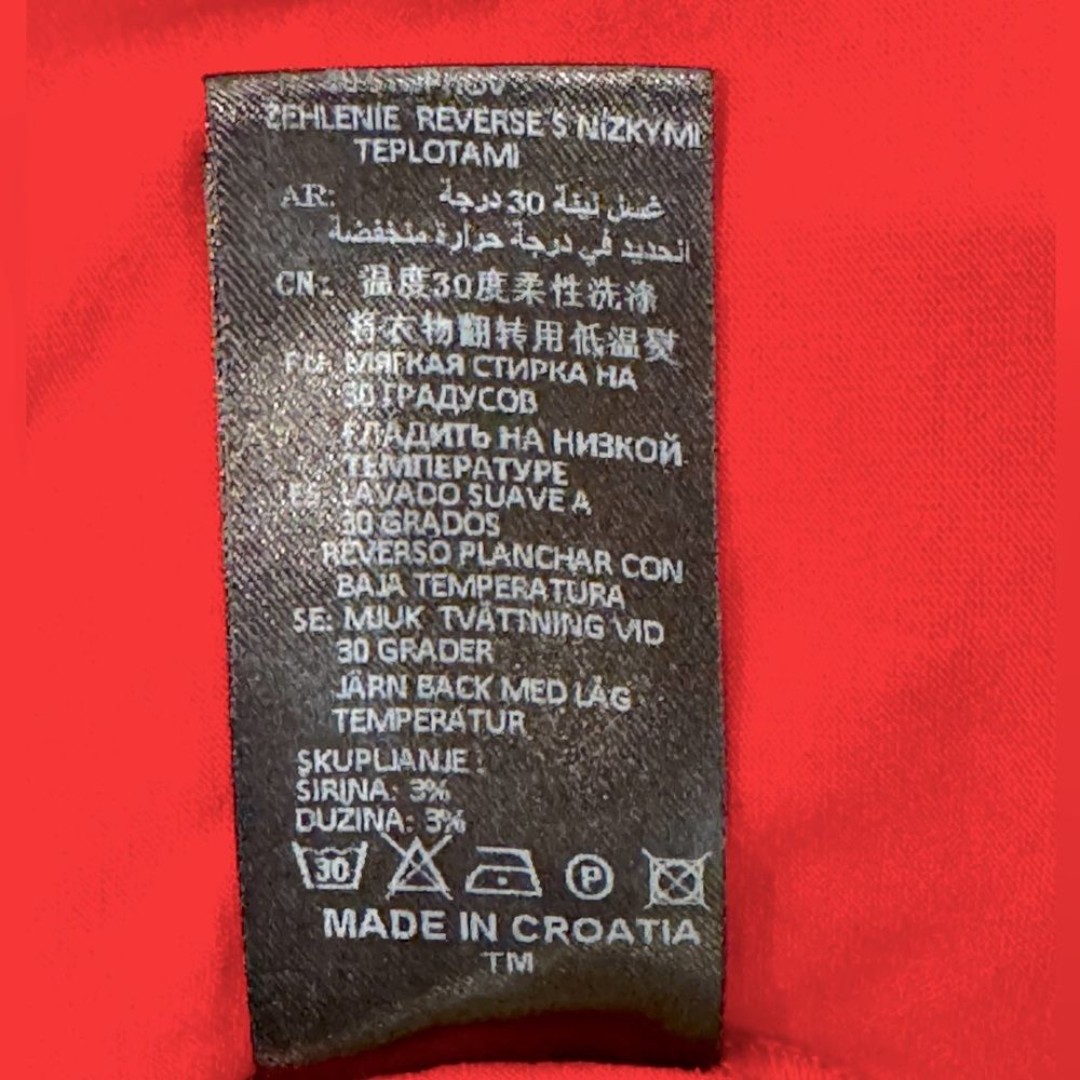 ŽEHLENIE REVERSE S NÍZKYMI
TEPLOTAMI
AR: غسل لينة 30 درجة
الحديد في درجة حرارة منخفضة
CN: 温度30度柔性洗涤
将衣物翻转用低温熨
МЯГКАЯ СТИРКА НА
30 ГРАДУСОВ
ГЛАДИТЬ НА НИЗКОЙ
ТЕМПЕРАТУРЕ
ES: LAVADO SUAVE A
30 GRADOS
REVERSO PLANCHAR CON
BAJA TEMPERATURA
SE: MJUK TVÄTTNING VID
30 GRADER
JÄRN BACK MED LÅG
TEMPERATUR
SKUPLJANJE:
ŠIRINA: 3%
DUŽINA: 3%
30 P
MADE IN CROATIA
TM